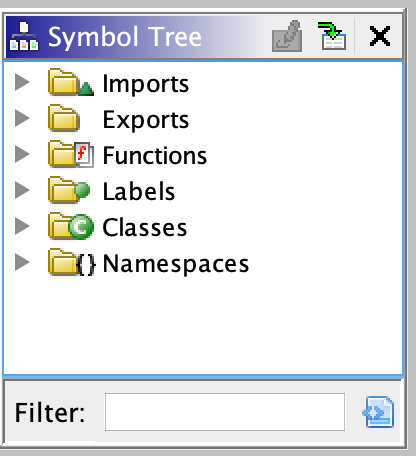 Symbol Tree
Imports
Exports
Functions
Labels
Classes
Namespaces
Filter: